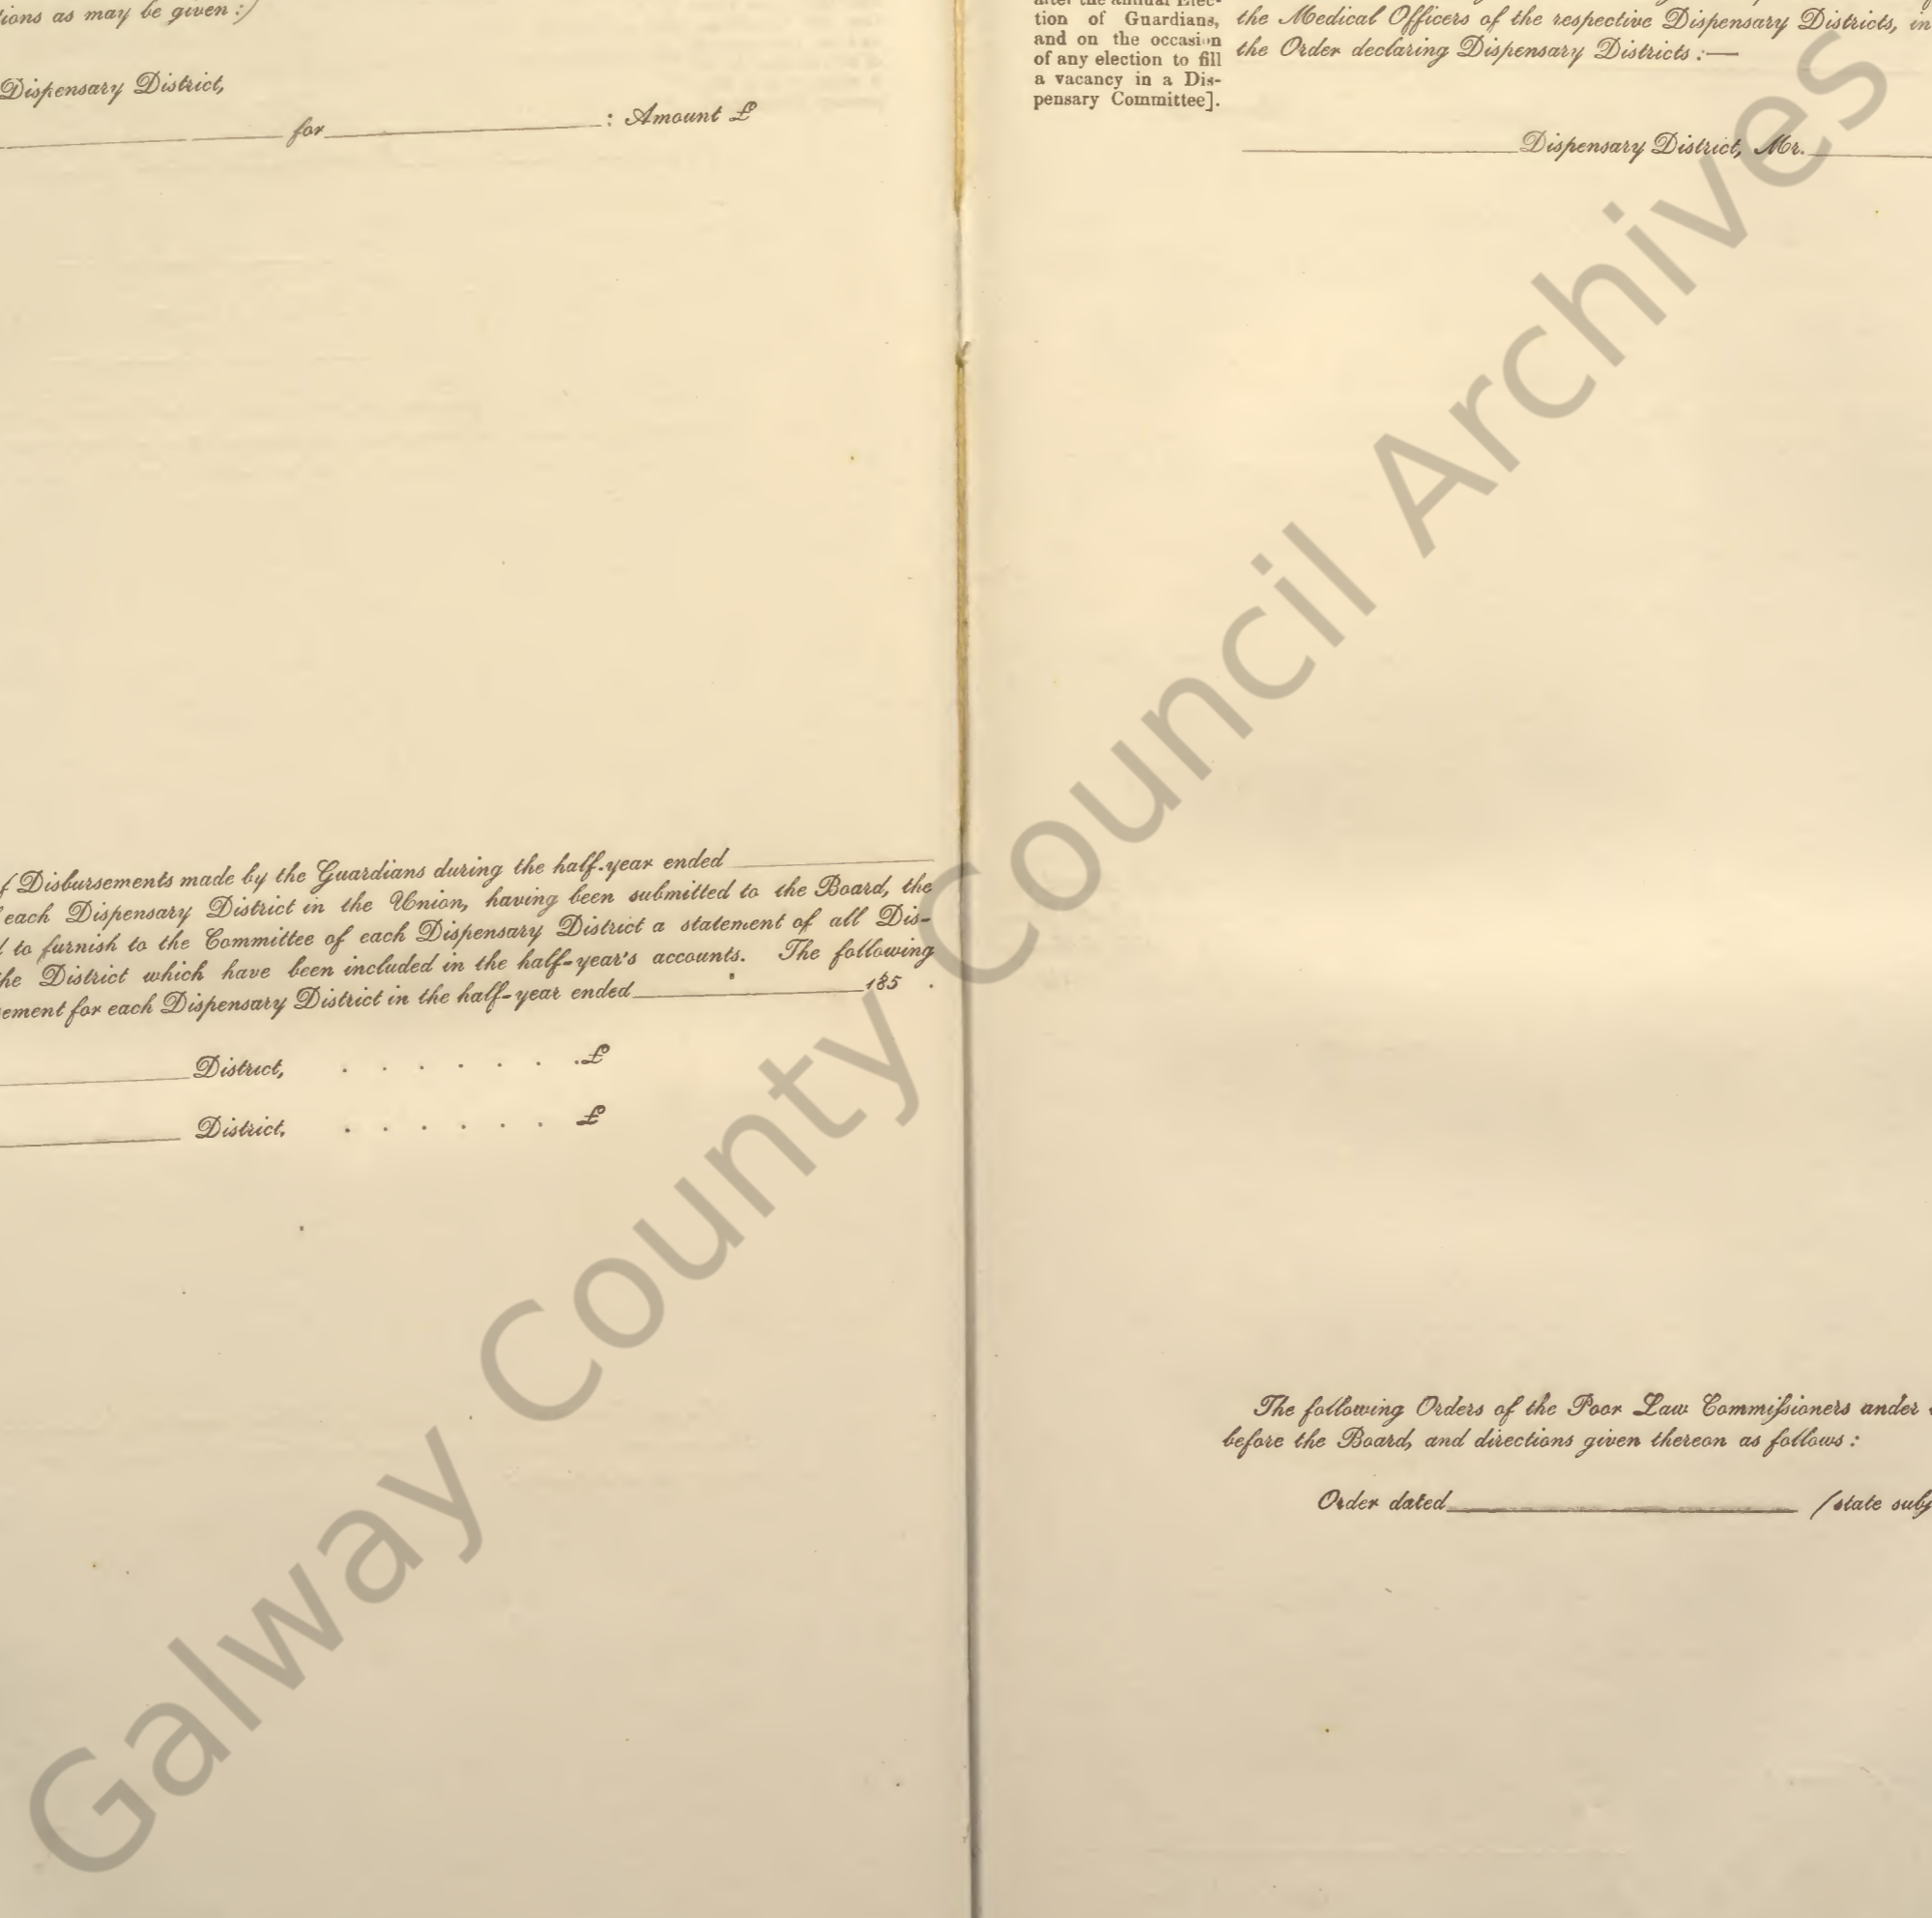 ions as may be given :)
Dispensary District,
for : Amount £
f Disbursements made by the Guardians during the half-year ended
each Dispensary District in the Union, having been submitted to the Board, the
to furnish to the Committee of each Dispensary District a statement of all Dis-
he District which have been included in the half-year's accounts. The following
ement for each Dispensary District in the half-year ended 185 .
District, . . . . . . £
District, . . . . . . £
after the annual Elec-
tion of Guardians,
and on the occasion
of any election to fill
a vacancy in a Dis-
pensary Committee].
the Medical Officers of the respective Dispensary Districts, in
the Order declaring Dispensary Districts :—
Dispensary District, Mr.
The following Orders of the Poor Law Commissioners under
before the Board, and directions given thereon as follows :
Order dated (state subj
Galway County Council Archives